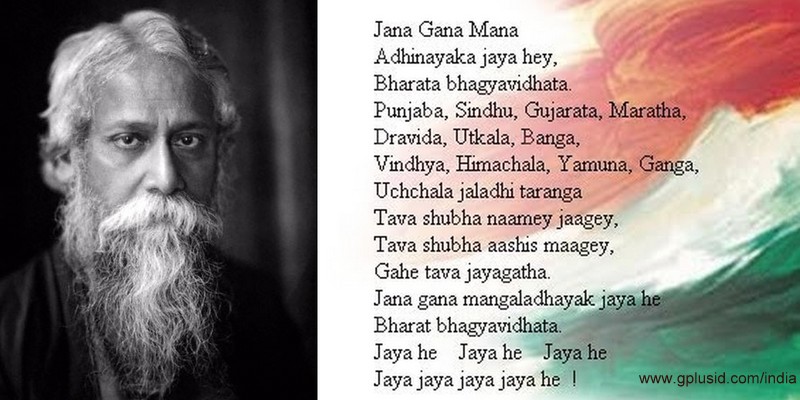 Jana Gana Mana
Adhinayaka jaya hey,
Bharata bhagyavidhata.
Punjaba, Sindhu, Gujarata, Maratha,
Dravida, Utkala, Banga,
Vindhya, Himachala, Yamuna, Ganga,
Uchchala jaladhi taranga
Tava shubha naamey jaagey,
Tava shubha aashis maagey,
Gahe tava jayagatha.
Jana gana mangaladhayak jaya he
Bharat bhagyavidhata.
Jaya he Jaya he Jaya he
Jaya jaya jaya jaya he !
www.gplusid.com/india